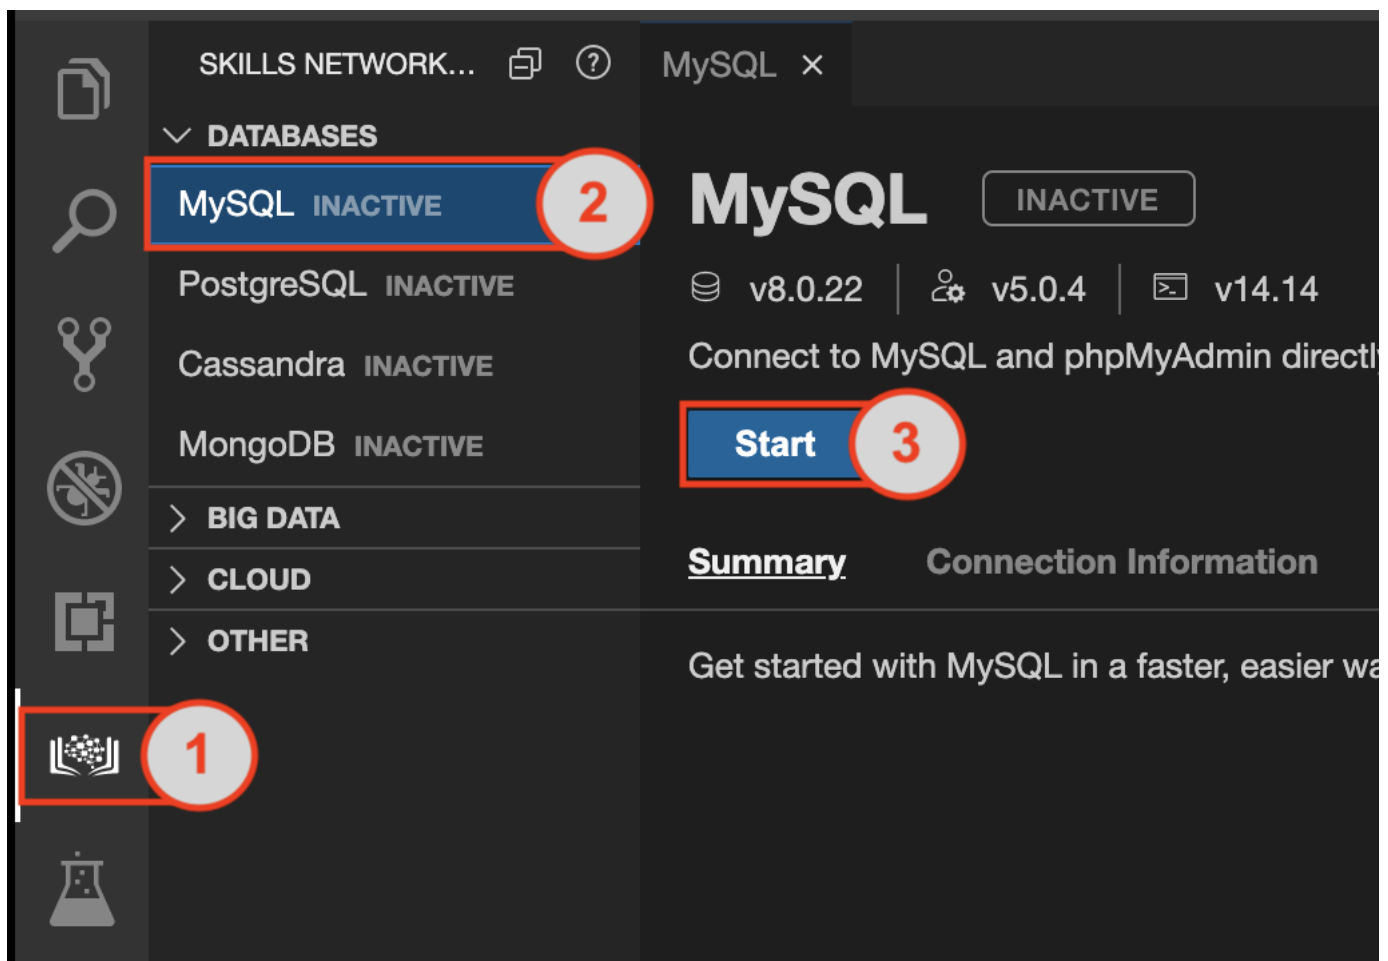 SKILLS NETWORK...
?
MySQL ×
DATABASES
MySQL INACTIVE
2
PostgreSQL INACTIVE
Cassandra INACTIVE
MongoDB INACTIVE
BIG DATA
CLOUD
OTHER
1
MySQL INACTIVE
v8.0.22 v5.0.4 v14.14
Connect to MySQL and phpMyAdmin directl
Start
3
Summary Connection Information
Get started with MySQL in a faster, easier wa